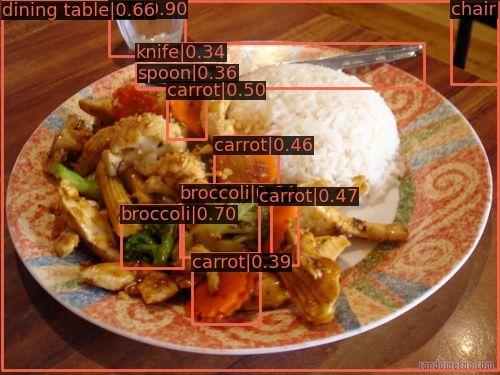 dining table|0.66
0.90
chair
knife|0.34
spoon|0.36
carrot|0.50
carrot|0.46
broccoli
carrot|0.47
broccoli|0.70
carrot|0.39